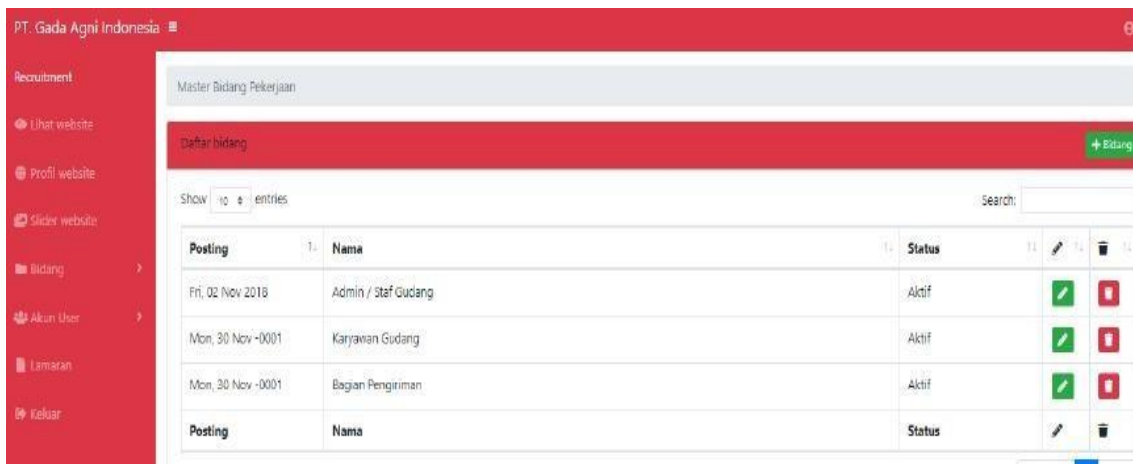 PT. Gada Agni Indonesia
Recruitment
Lihat website
Profil website
Slider website
Bidang
Akun User
Lamaran
Keluar
Master Bidang Pekerjaan
Daftar bidang
+ Bidang
Show 10 entries
Search:
Posting Nama Status
Fri, 02 Nov 2018 Admin / Staf Gudang Aktif
Mon, 30 Nov -0001 Karyawan Gudang Aktif
Mon, 30 Nov -0001 Bagian Pengiriman Aktif
Posting Nama Status